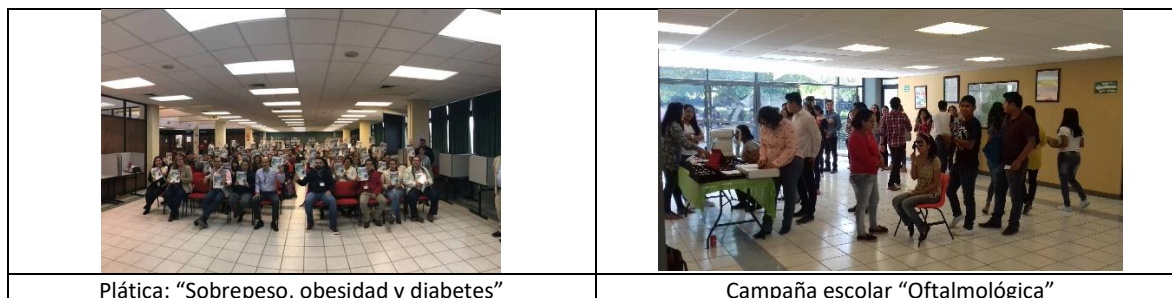 Plática: “Sobrepeso, obesidad y diabetes”
Campaña escolar “Oftalmológica”